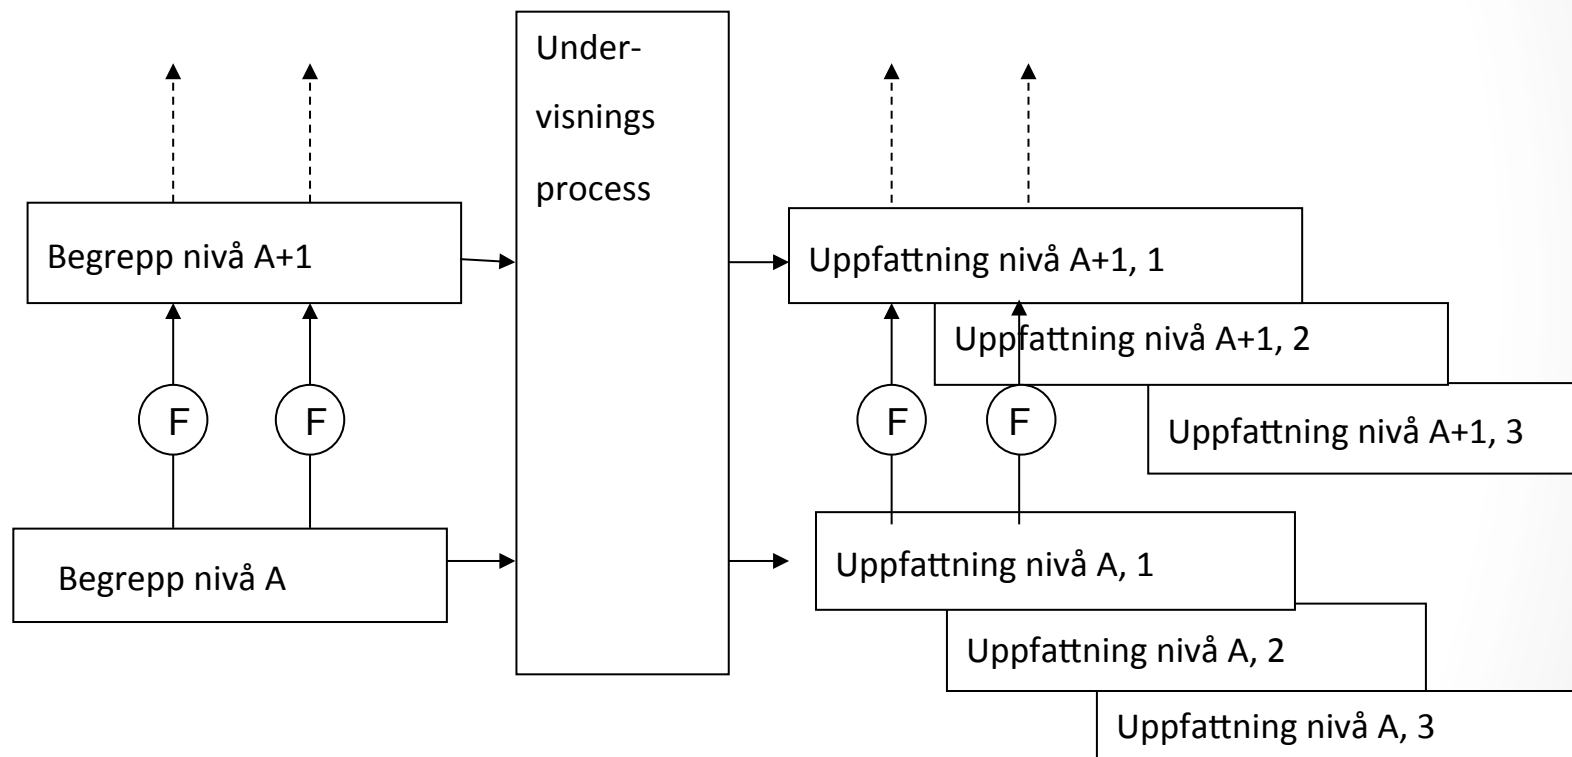 Under-
visnings
process
Begrepp nivå A+1
Uppfattning nivå A+1, 1
Uppfattning nivå A+1, 2
F
F
F
F
Uppfattning nivå A+1, 3
Begrepp nivå A
Uppfattning nivå A, 1
Uppfattning nivå A, 2
Uppfattning nivå A, 3